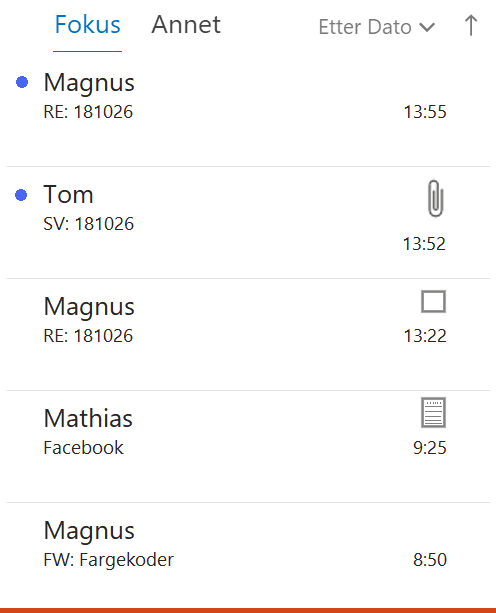 Fokus Annet Etter Dato
Magnus
RE: 181026 13:55
Tom
SV: 181026
13:52
Magnus
RE: 181026 13:22
Mathias
Facebook 9:25
Magnus
FW: Fargekoder 8:50